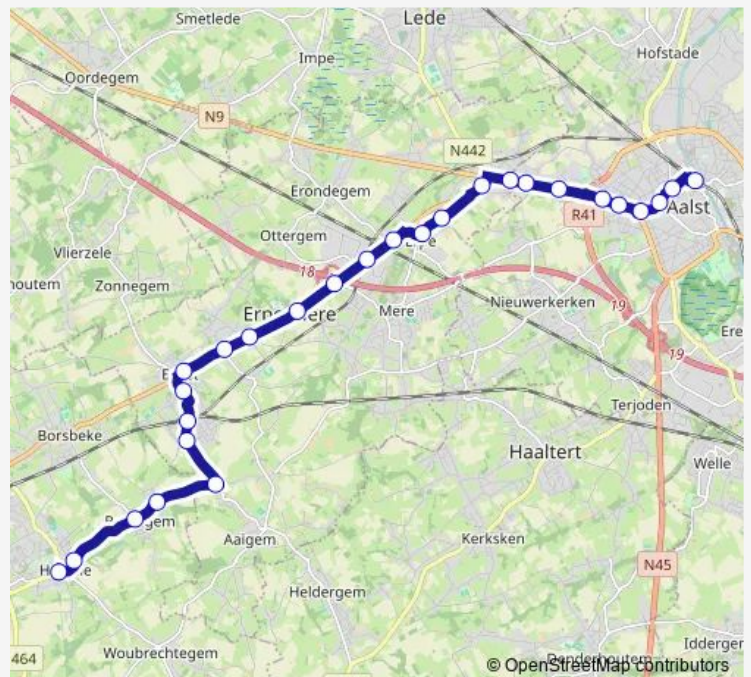 Smetlede
Lede
Hofstade
Impe
Oordegem
N9
N442
Erondegem
Aalst
R41
Ottergem
Vlierzele
18
Zonnegem
Nieuwerkerken
19
Mere
19
Terjoden
Borsbeke
Haaltert
Welle
Aaigem
Kerksken
N45
Heldergem
Woubrechtegem
464
© OpenStreetMap contributors